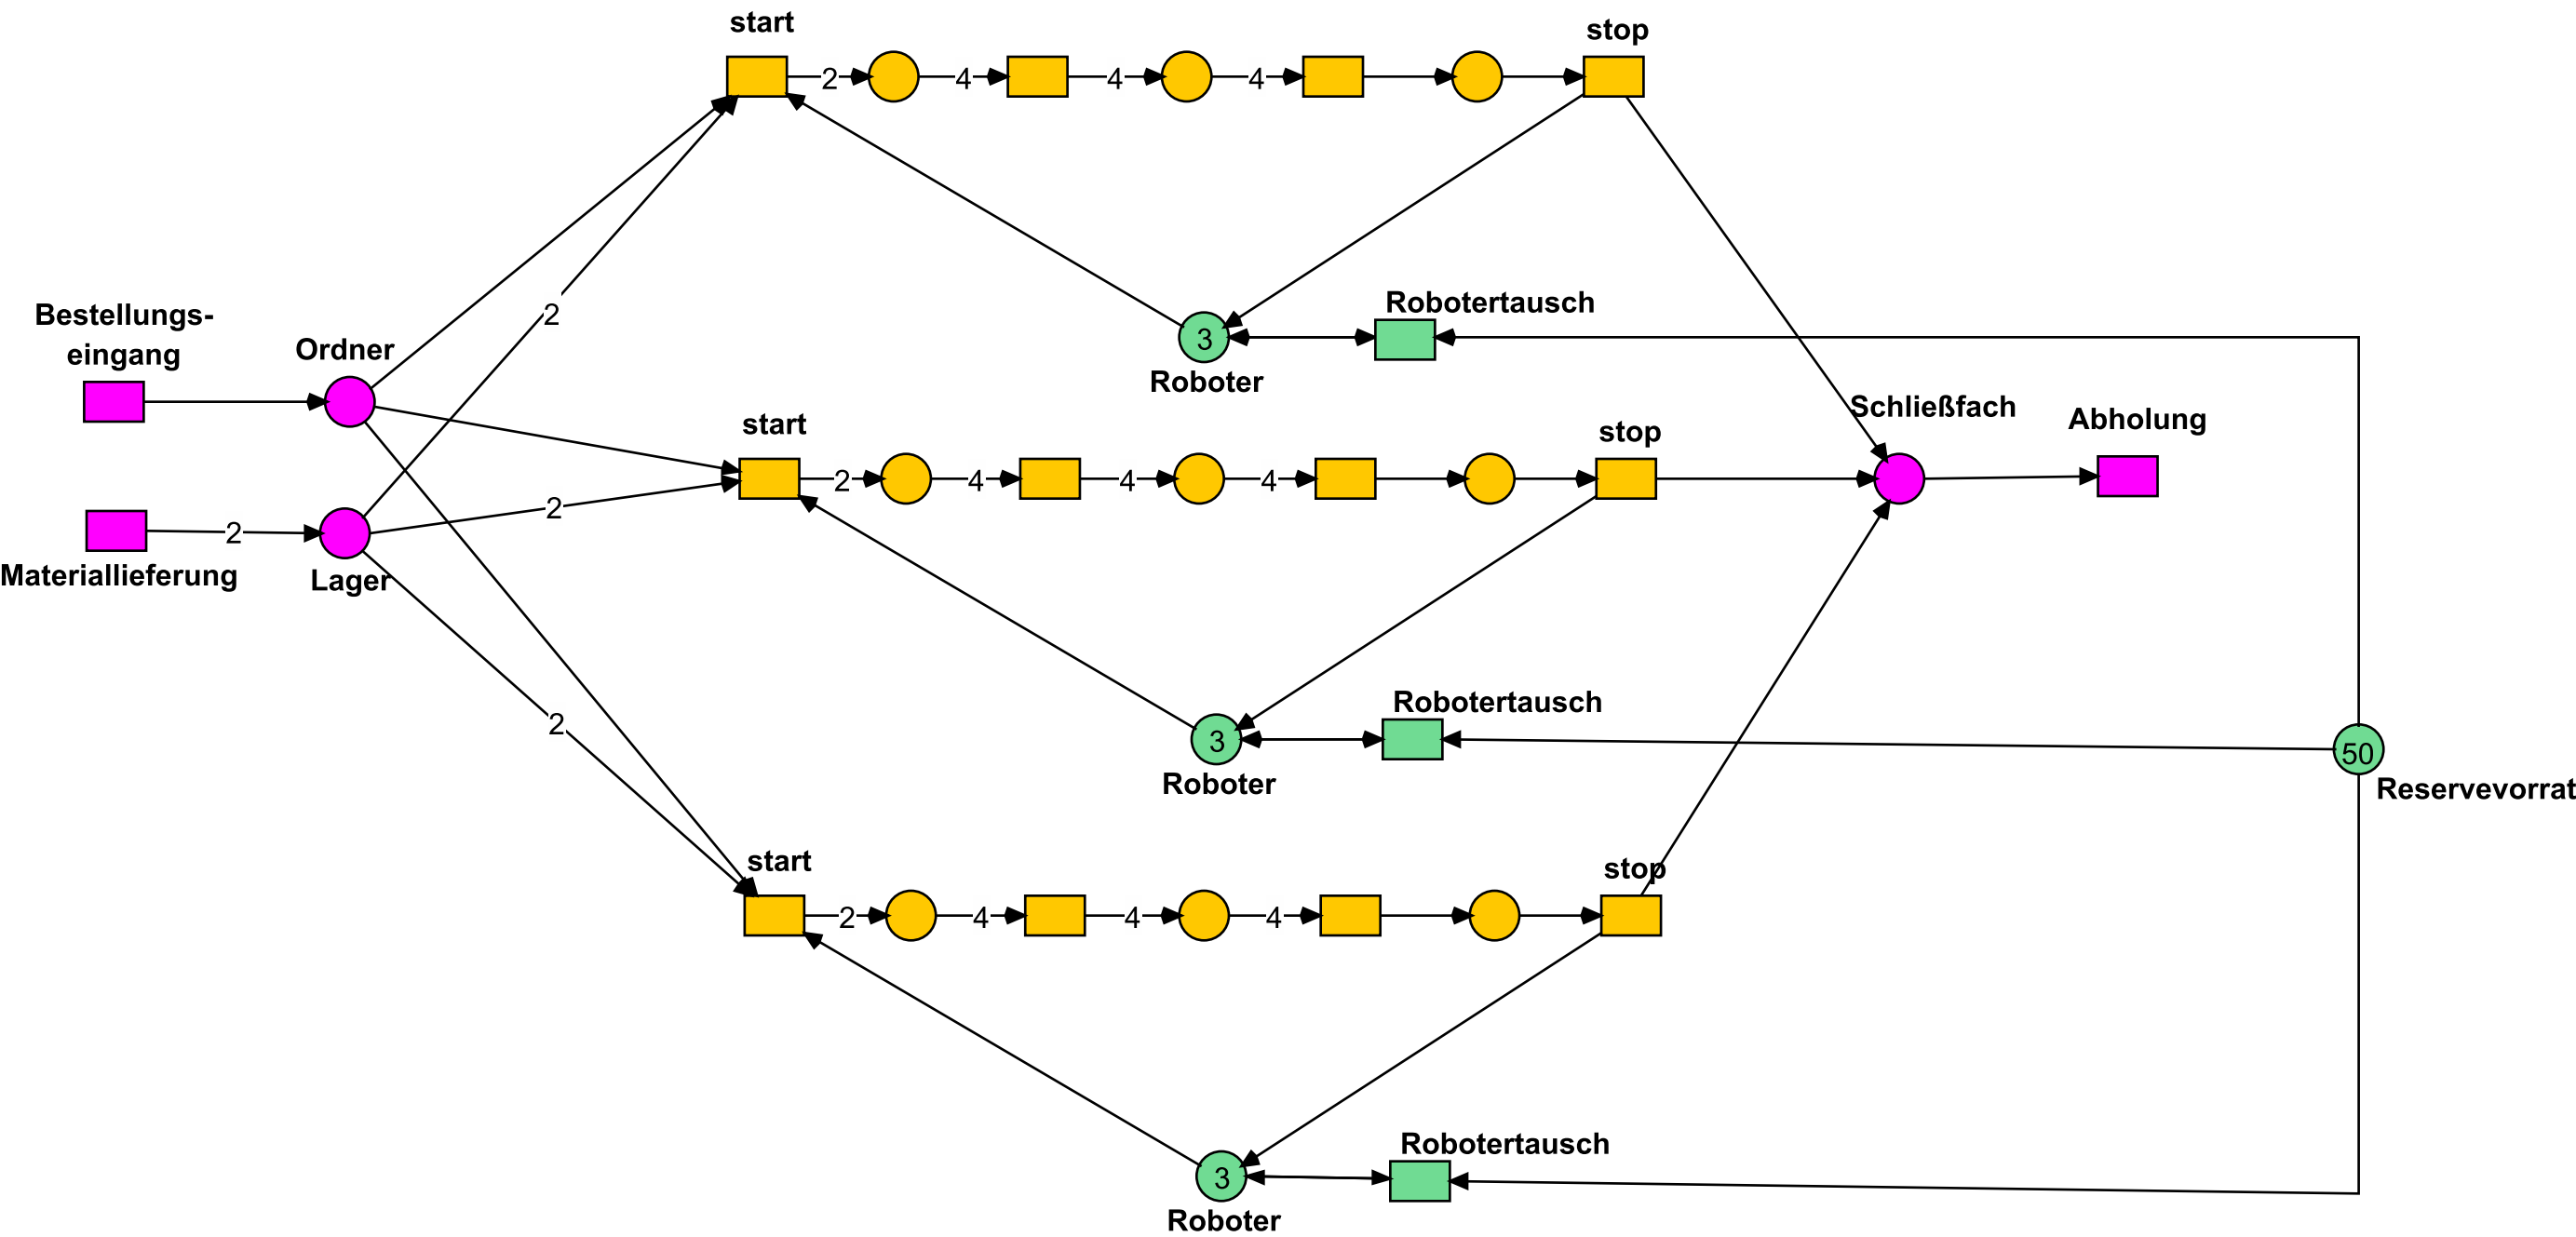 start
stop
2
4
4
4
2
Bestellungs-
eingang
Ordner
Robotertausch
3
Roboter
Schließfach
Abholung
start
stop
2
4
4
4
2
2
Materiallieferung
Lager
Robotertausch
2
3
Roboter
50
Reservevorrat
start
stop
2
4
4
4
Robotertausch
3
Roboter